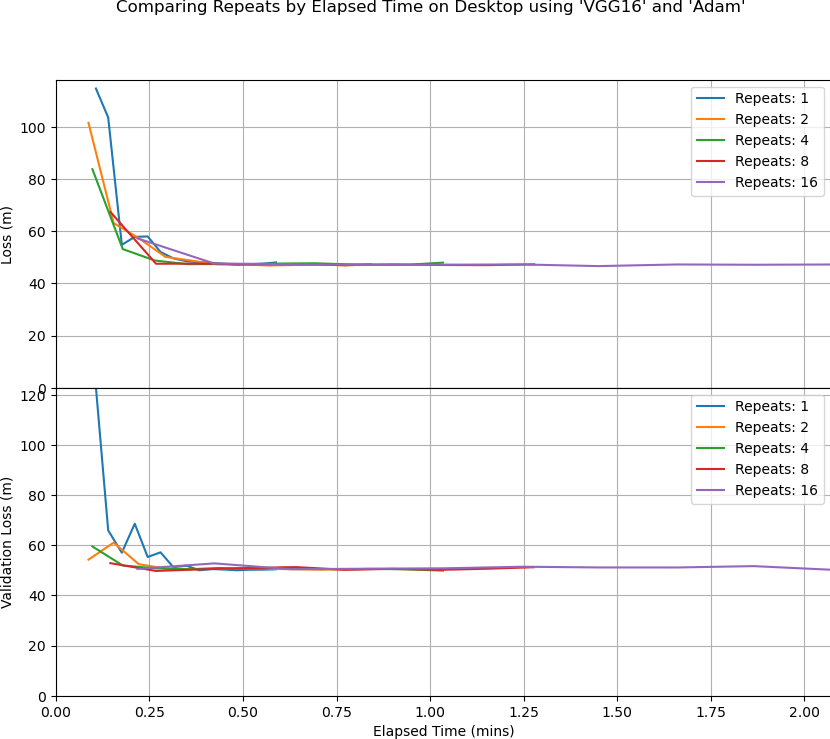 Comparing Repeats by Elapsed Time on Desktop using 'VGG16' and 'Adam'
Loss (m)
100
80
60
40
20
0
Repeats: 1
Repeats: 2
Repeats: 4
Repeats: 8
Repeats: 16
Validation Loss (m)
120
100
80
60
40
20
0
Repeats: 1
Repeats: 2
Repeats: 4
Repeats: 8
Repeats: 16
0.00 0.25 0.50 0.75 1.00 1.25 1.50 1.75 2.00
Elapsed Time (mins)